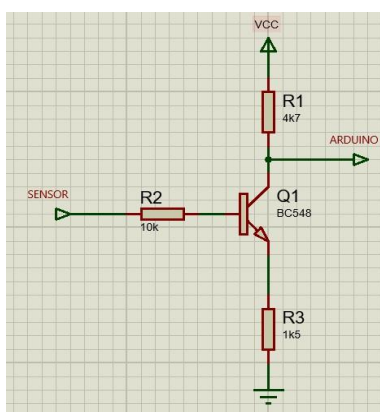 VCC
R1
4k7
ARDUINO
SENSOR
R2
10k
Q1
BC548
R3
1k5